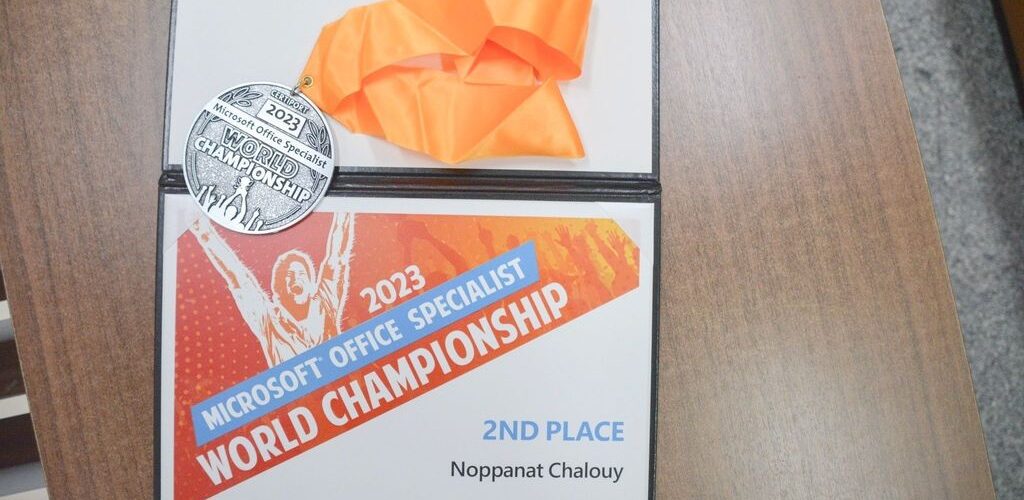 CERTIPORT
2023
Microsoft Office Specialist
WORLD
CHAMPIONSHIP
2023
MICROSOFT® OFFICE SPECIALIST
WORLD CHAMPIONSHIP
2ND PLACE
Noppanat Chalouy